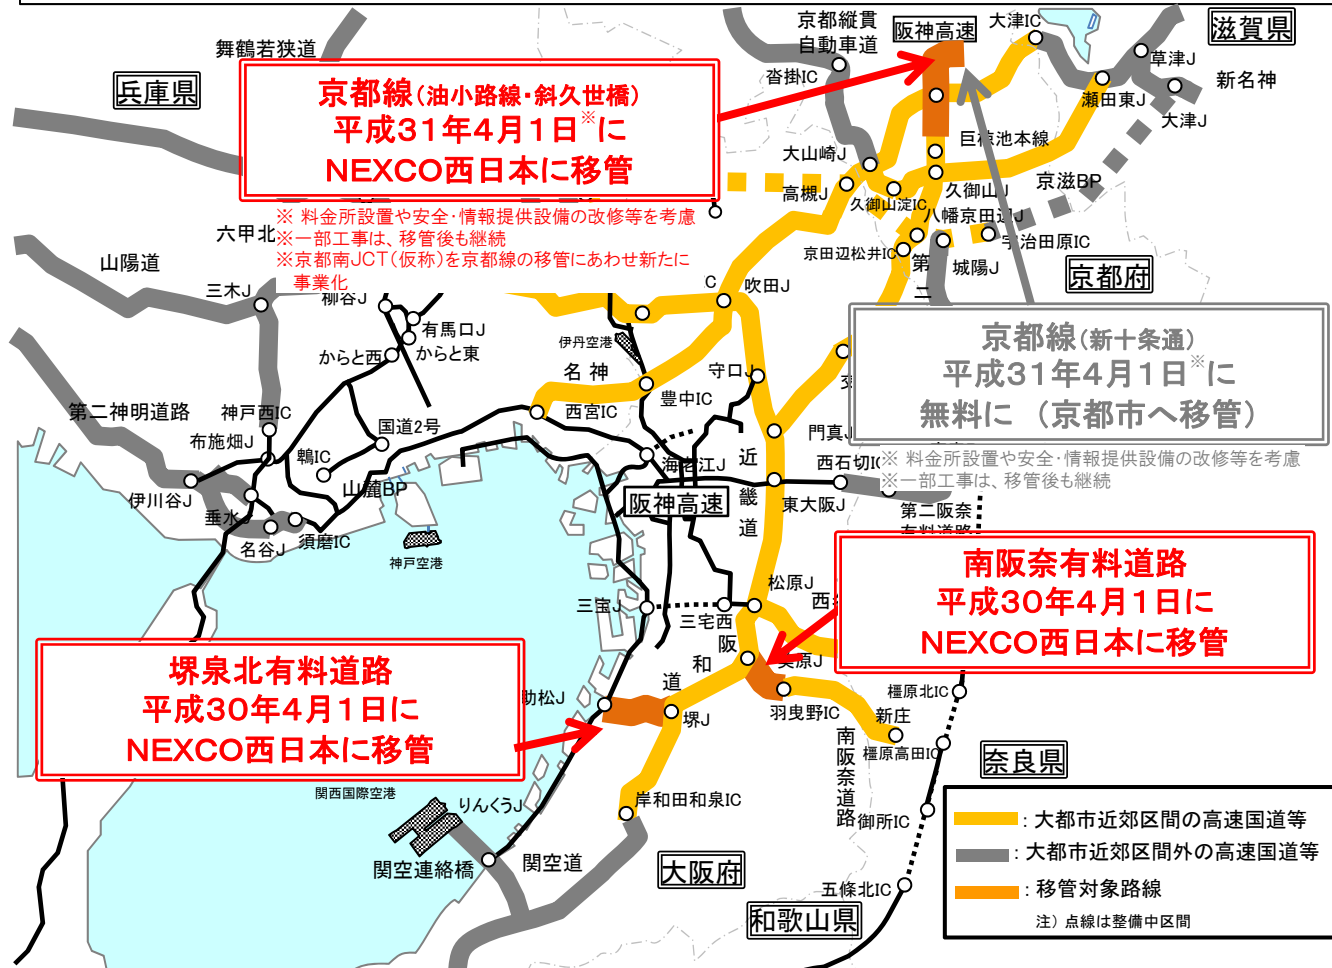 京都縦貫
自動車道
阪神高速
大津IC
滋賀県
舞鶴若狭道
兵庫県
沓掛IC
草津J
新名神
瀬田東J
大津J
京都線(油小路線・斜久世橋)
平成31年4月1日※に
NEXCO西日本に移管
※ 料金所設置や安全・情報提供設備の改修等を考慮
※一部工事は、移管後も継続
※京都南JCT(仮称)を京都線の移管にあわせ新たに
事業化
大山崎J
巨椋池本線
高槻J
久御山J
久御山淀IC
京滋BP
八幡京田辺J
京田辺松井IC
宇治田原IC
城陽J
第二
京都府
六甲北
山陽道
三木J
柳谷J
有馬口J
からと西
からと東
C
吹田J
伊丹空港
名神
守口J
豊中IC
西宮IC
京都線(新十条通)
平成31年4月1日※に
無料に (京都市へ移管)
※ 料金所設置や安全・情報提供設備の改修等を考慮
※一部工事は、移管後も継続
第二神明道路
神戸西IC
布施畑J
国道2号
鵯IC
山麓BP
伊川谷J
垂水J
名谷J
須磨IC
神戸空港
海老江J
近畿道
門真J
西石切IC
阪神高速
東大阪J
第二阪奈
有料道路
南阪奈有料道路
平成30年4月1日に
NEXCO西日本に移管
三宝J
三宅西
松原J
西
阪和道
美原J
羽曳野IC
新庄
橿原北IC
橿原高田IC
南阪奈道路
御所IC
奈良県
堺泉北有料道路
平成30年4月1日に
NEXCO西日本に移管
助松J
堺J
岸和田和泉IC
関西国際空港
りんくうJ
関空連絡橋
関空道
大阪府
和歌山県
五條北IC
: 大都市近郊区間の高速国道等
: 大都市近郊区間外の高速国道等
: 移管対象路線
注) 点線は整備中区間